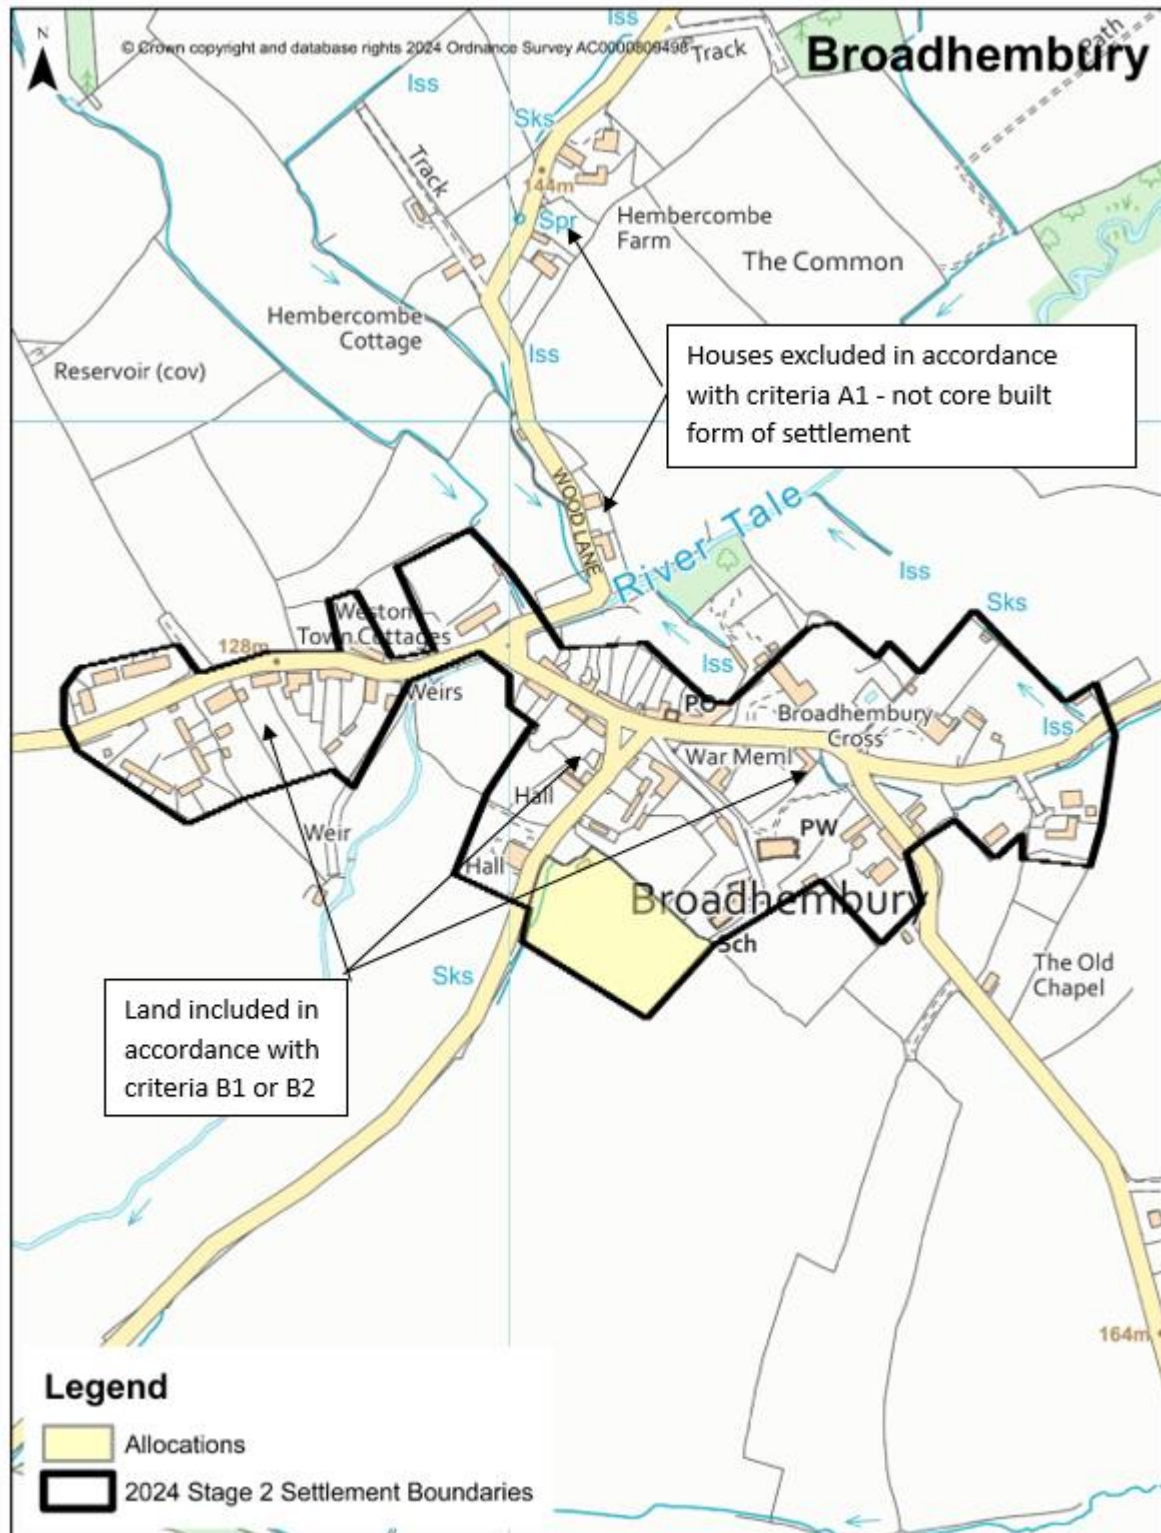 Iss
N
© Crown copyright and database rights 2024 Ordnance Survey AC0000809498
Track
Broadhembury
Path
Iss
Sks
Track
144m
Spr
Hembercombe
Farm
The Common
Hembercombe
Cottage
Iss
Reservoir (cov)
Houses excluded in accordance
with criteria A1 - not core built
form of settlement
WOOD LANE
River Tale
Iss
Sks
Weston
Town Cottages
128m
Iss
Weirs
PO
Broadhembury
Cross
Iss
War Meml
Hall
Weir
PW
Hall
Broadhembury
Sch
Sks
The Old
Chapel
Land included in
accordance with
criteria B1 or B2
164m
Legend
Allocations
2024 Stage 2 Settlement Boundaries